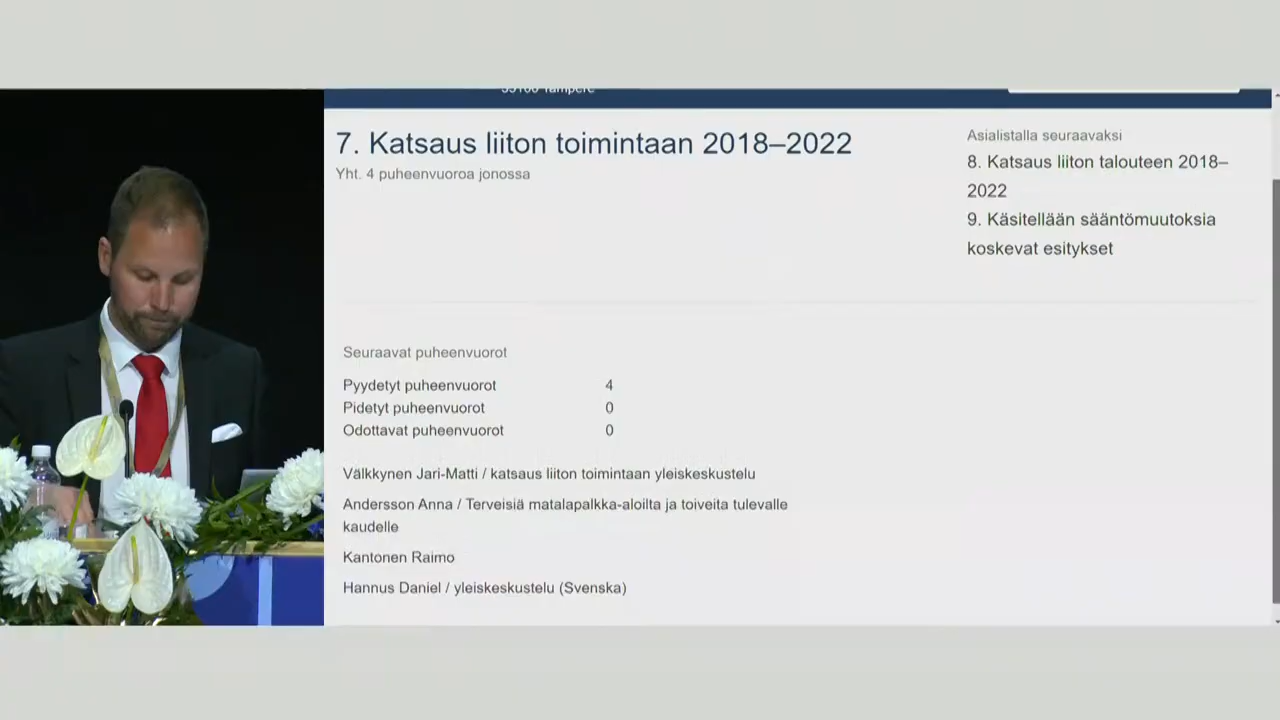 33100 Tampere
7. Katsaus liiton toimintaan 2018–2022
Yht. 4 puheenvuoroa jonossa
Asialistalla seuraavaksi
8. Katsaus liiton talouteen 2018–
2022
9. Käsitellään sääntömuutoksia
koskevat esitykset
Seuraavat puheenvuorot
Pyydetyt puheenvuorot 4
Pidetyt puheenvuorot 0
Odottavat puheenvuorot 0
Välkkynen Jari-Matti / katsaus liiton toimintaan yleiskeskustelu
Andersson Anna / Terveisiä matalapalkka-aloilta ja toiveita tulevalle
kaudelle
Kantonen Raimo
Hannus Daniel / yleiskeskustelu (Svenska)